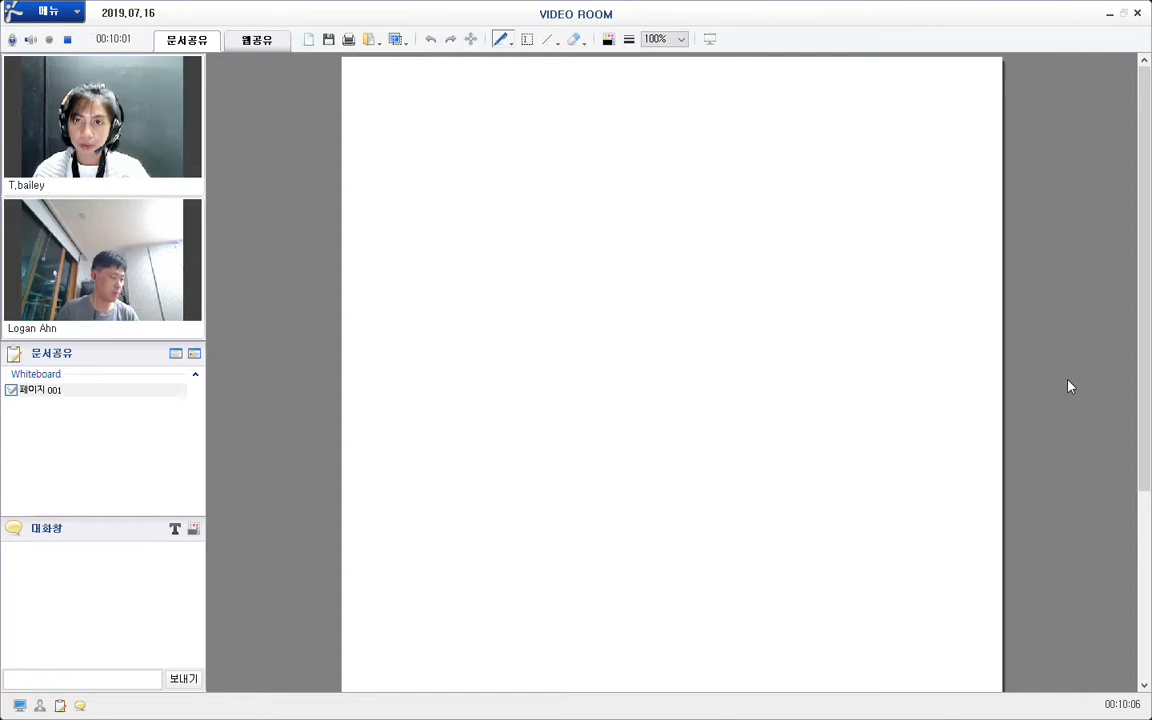 메뉴
2019.07.16
VIDEO ROOM
00:10:01
문서공유
웹공유
100%
T.bailey
Logan Ahn
문서공유
Whiteboard
페이지 001
대화창
T
보내기
00:10:06